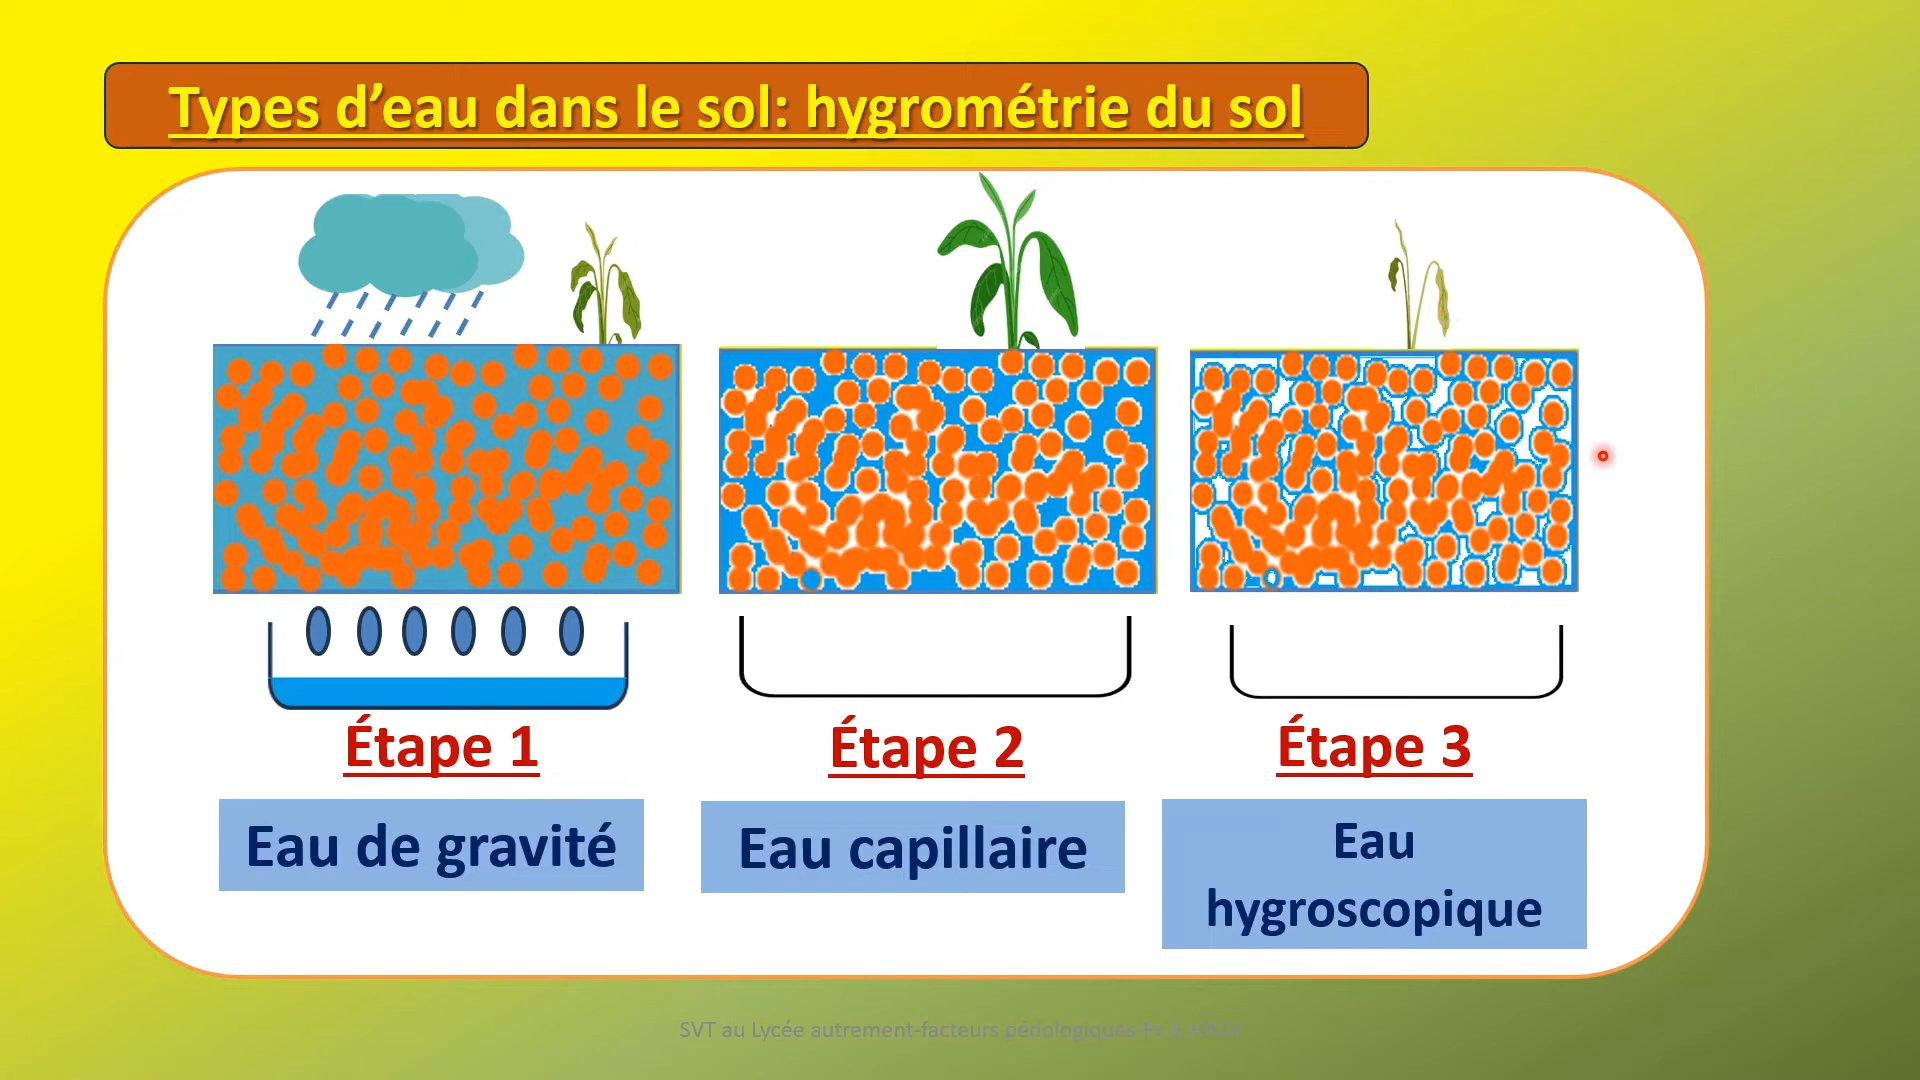 Types d’eau dans le sol: hygrométrie du sol
Étape 1
Étape 2
Étape 3
Eau de gravité
Eau capillaire
Eau
hygroscopique
SVT au Lycée autrement-facteurs pédologiques-Pr.